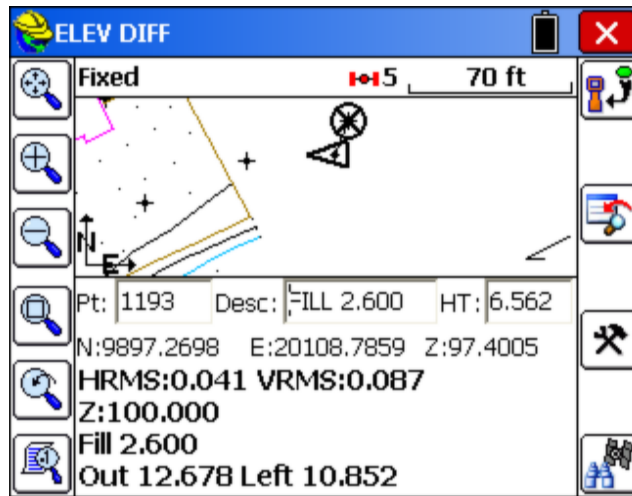 ELEV DIFF
Fixed 5 70 ft
N
E
Pt: 1193 Desc: FILL 2.600 HT: 6.562
N:9897.2698 E:20108.7859 Z:97.4005
HRMS:0.041 VRMS:0.087
Z:100.000
Fill 2.600
Out 12.678 Left 10.852